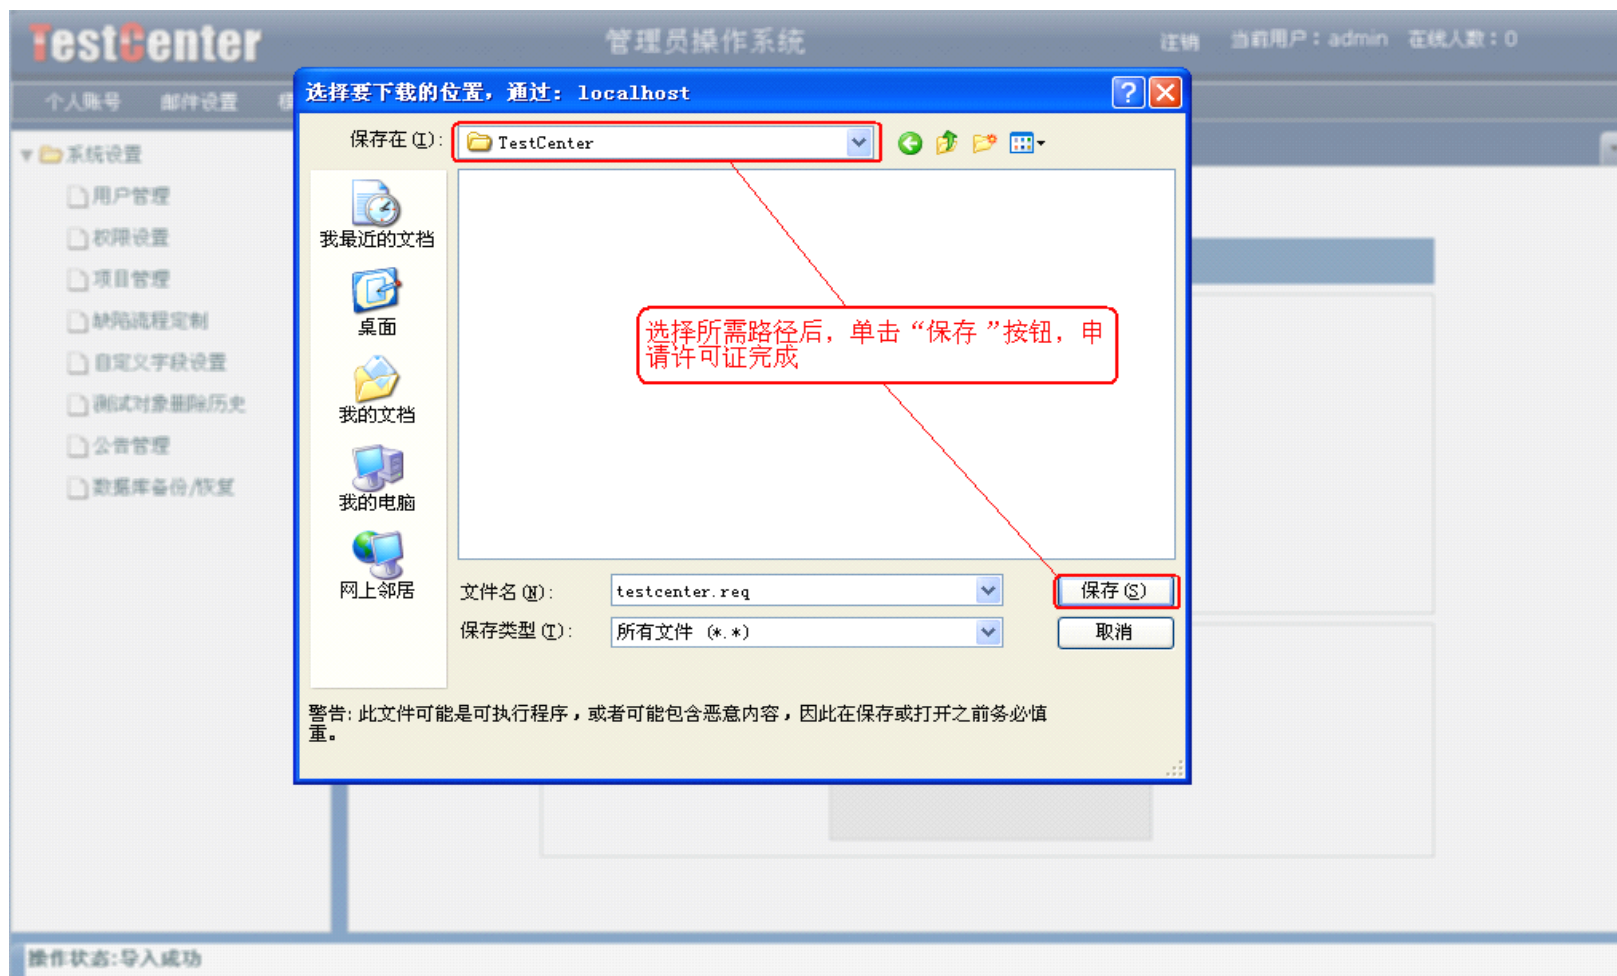 TestCenter
管理员操作系统
注销 当前用户：admin 在线人数：0
个人账号 邮件设置
选择要下载的位置，通过: localhost
保存在(I):
TestCenter
系统设置
用户管理
权限设置
项目管理
缺陷流程定制
自定义字段设置
测试对象删除历史
公告管理
数据库备份/恢复
我最近的文档
桌面
我的文档
我的电脑
网上邻居
选择所需路径后，单击“保存 ”按钮，申
请许可证完成
文件名(N):
testcenter.req
保存(S)
保存类型(T):
所有文件 (*.*)
取消
警告: 此文件可能是可执行程序，或者可能包含恶意内容，因此在保存或打开之前务必慎
重。
操作状态:导入成功